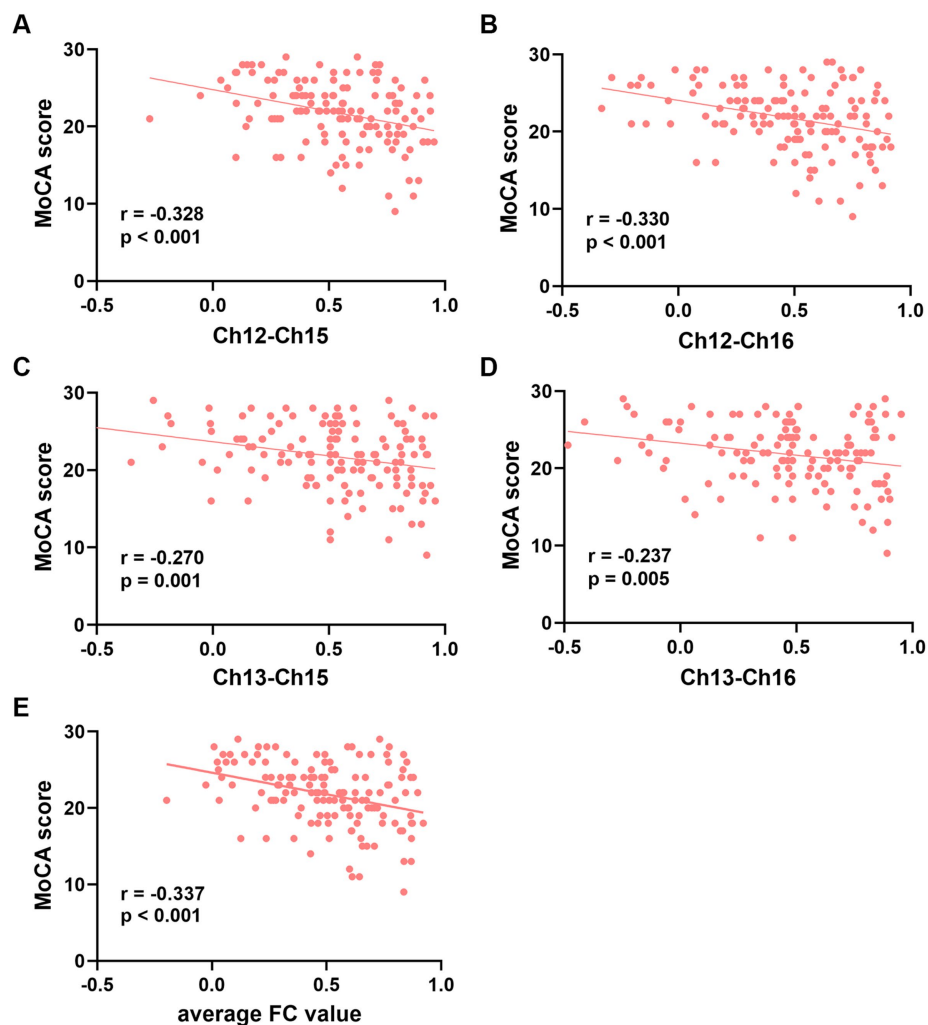 A
MoCA score
30
20
10
0
r = -0.328
p < 0.001
-0.5 0.0 0.5 1.0
Ch12-Ch15
B
MoCA score
30
20
10
0
r = -0.330
p < 0.001
-0.5 0.0 0.5 1.0
Ch12-Ch16
C
MoCA score
30
20
10
0
r = -0.270
p = 0.001
-0.5 0.0 0.5 1.0
Ch13-Ch15
D
MoCA score
30
20
10
0
r = -0.237
p = 0.005
-0.5 0.0 0.5 1.0
Ch13-Ch16
E
MoCA score
30
20
10
0
r = -0.337
p < 0.001
-0.5 0.0 0.5 1.0
average FC value